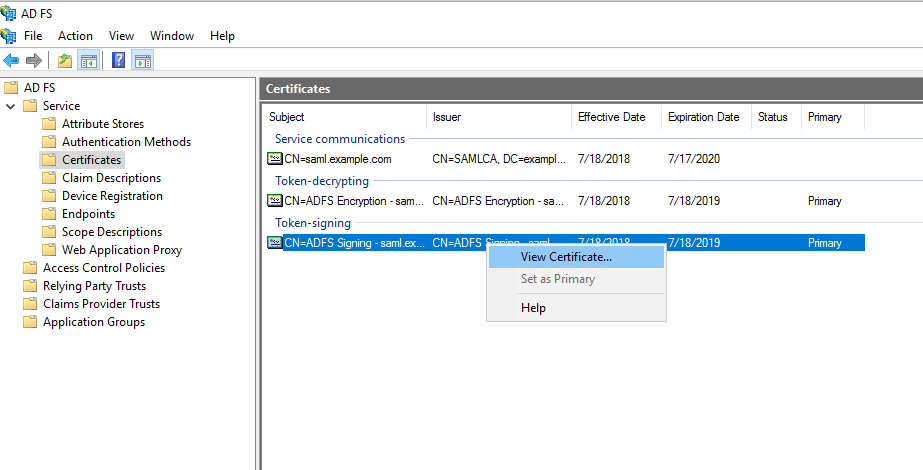 AD FS
File Action View Window Help
AD FS
Service
Attribute Stores
Authentication Methods
Certificates
Claim Descriptions
Device Registration
Endpoints
Scope Descriptions
Web Application Proxy
Access Control Policies
Relying Party Trusts
Claims Provider Trusts
Application Groups
Certificates
Subject Issuer Effective Date Expiration Date Status Primary
Service communications
CN=saml.example.com CN=SAMLCA, DC=exampl... 7/18/2018 7/17/2020
Token-decrypting
CN=ADFS Encryption - sam... CN=ADFS Encryption - sa... 7/18/2018 7/18/2019 Primary
Token-signing
CN=ADFS Signing - saml.ex... CN=ADFS Signing - saml 7/18/2018 7/18/2019 Primary
View Certificate...
Set as Primary
Help